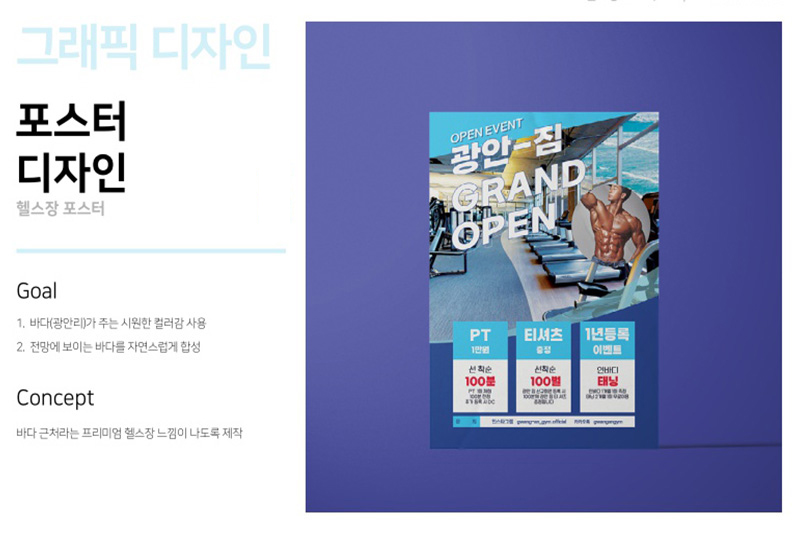 그래픽 디자인
포스터
디자인
헬스장 포스터
Goal
1. 바다(광안리)가 주는 시원한 컬러감 사용
2. 전망에 보이는 바다를 자연스럽게 합성
Concept
바다 근처라는 프리미엄 헬스장 느낌이 나도록 제작
OPEN EVENT
광안-짐
GRAND
OPEN
PT
1만원
선착순
100분
티셔츠
증정
선착순
100벌
1년등록
이벤트
인바디
태닝